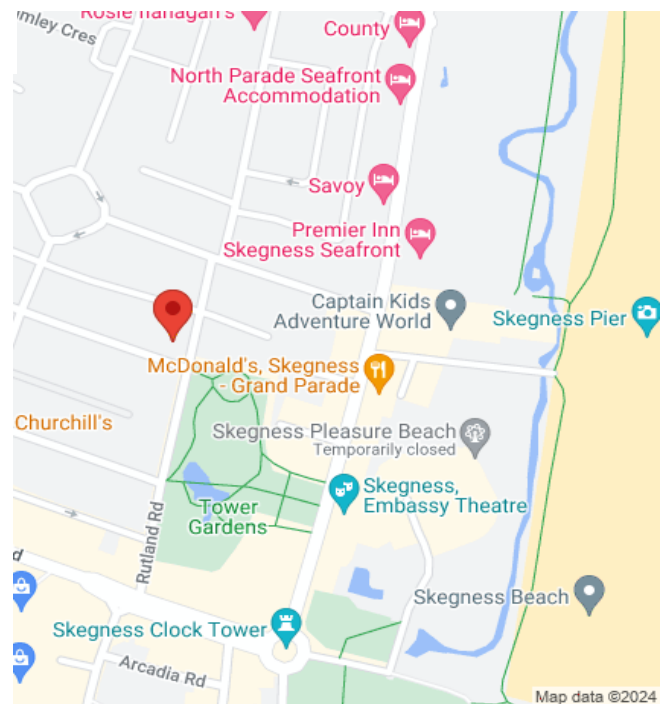 County
North Parade Seafront
Accommodation
Savoy
Premier Inn
Skegness Seafront
Captain Kids
Adventure World
Skegness Pier
McDonald's, Skegness
- Grand Parade
Churchill's
Skegness Pleasure Beach
Temporarily closed
Skegness,
Embassy Theatre
Tower
Gardens
Rutland Rd
Skegness Beach
Skegness Clock Tower
Arcadia Rd
Map data ©2024